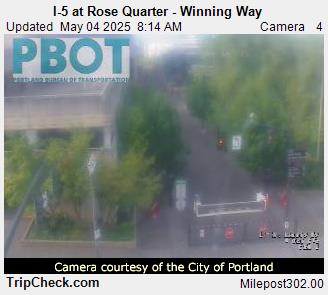 I-5 at Rose Quarter - Winning Way
Updated May 04 2025 8:14 AM Camera 4
PBOT
PORTLAND BUREAU OF TRANSPORTATION
Camera courtesy of the City of Portland
TripCheck.com Milepost302.00